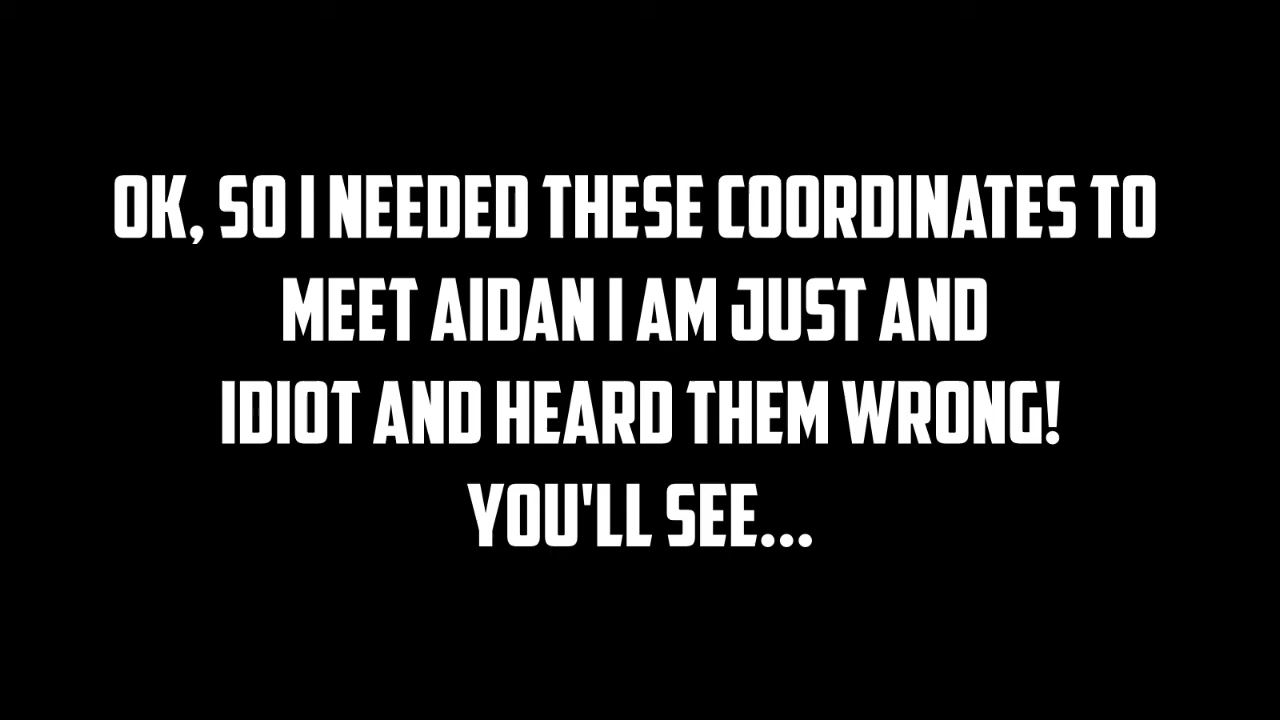 OK, SO I NEEDED THESE COORDINATES TO
MEET AIDAN I AM JUST AND
IDIOT AND HEARD THEM WRONG!
YOU'LL SEE...